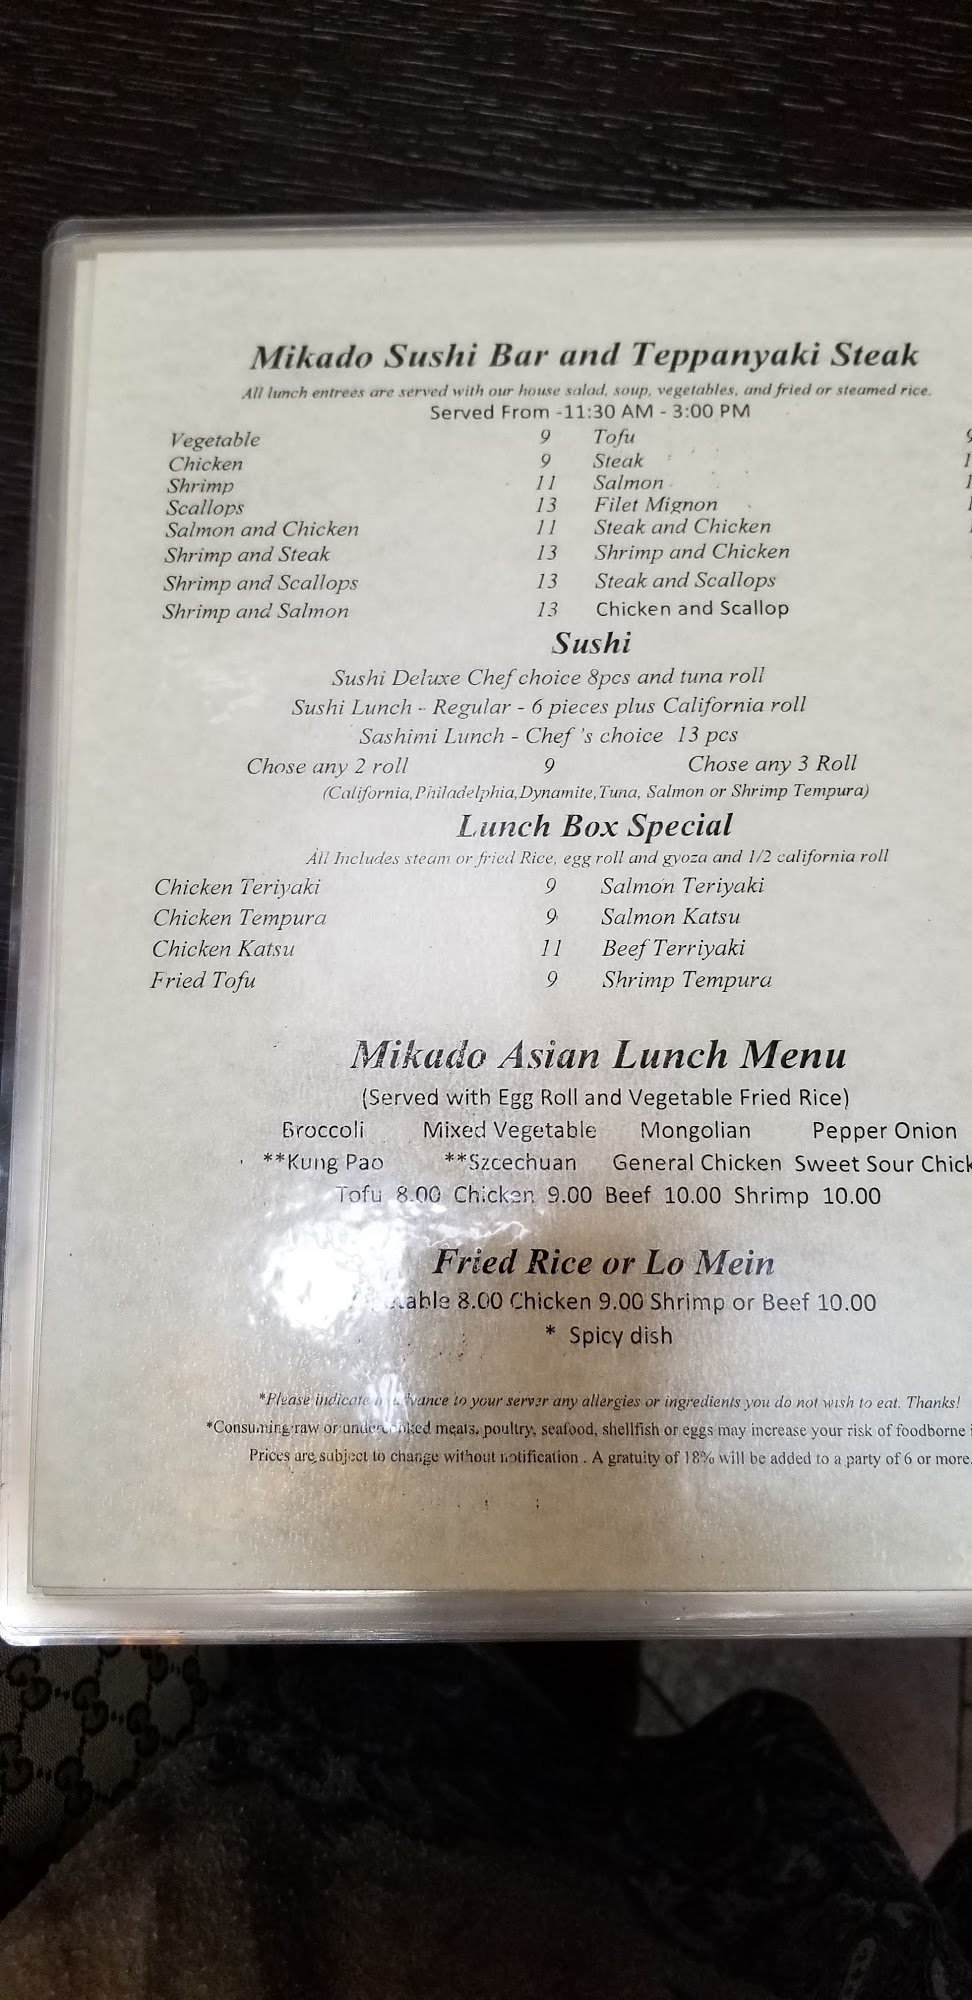 Mikado Sushi Bar and Teppanyaki Steak
All lunch entrees are served with our house salad, soup, vegetables, and fried or steamed rice.
Served From -11:30 AM - 3:00 PM
Vegetable 9 Tofu 9
Chicken 9 Steak
Shrimp 11 Salmon
Scallops 13 Filet Mignon
Salmon and Chicken 11 Steak and Chicken
Shrimp and Steak 13 Shrimp and Chicken
Shrimp and Scallops 13 Steak and Scallops
Shrimp and Salmon 13 Chicken and Scallop
Sushi
Sushi Deluxe Chef choice 8pcs and tuna roll
Sushi Lunch - Regular - 6 pieces plus California roll
Sashimi Lunch - Chef 's choice 13 pcs
Chose any 2 roll 9 Chose any 3 Roll
(California,Philadelphia,Dynamite,Tuna, Salmon or Shrimp Tempura)
Lunch Box Special
All Includes steam or fried Rice, egg roll and gyoza and 1/2 california roll
Chicken Teriyaki 9 Salmon Teriyaki
Chicken Tempura 9 Salmon Katsu
Chicken Katsu 11 Beef Terriyaki
Fried Tofu 9 Shrimp Tempura
Mikado Asian Lunch Menu
(Served with Egg Roll and Vegetable Fried Rice)
Broccoli Mixed Vegetable Mongolian Pepper Onion
**Kung Pao **Szcechuan General Chicken Sweet Sour Chick
Tofu 8.00 Chicken 9.00 Beef 10.00 Shrimp 10.00
Fried Rice or Lo Mein
8.00 Chicken 9.00 Shrimp or Beef 10.00
* Spicy dish
*Please indicate in advance to your server any allergies or ingredients you do not wish to eat. Thanks!
*Consuming raw or undercooked meats, poultry, seafood, shellfish or eggs may increase your risk of foodborne
Prices are subject to change without notification . A gratuity of 18% will be added to a party of 6 or more.